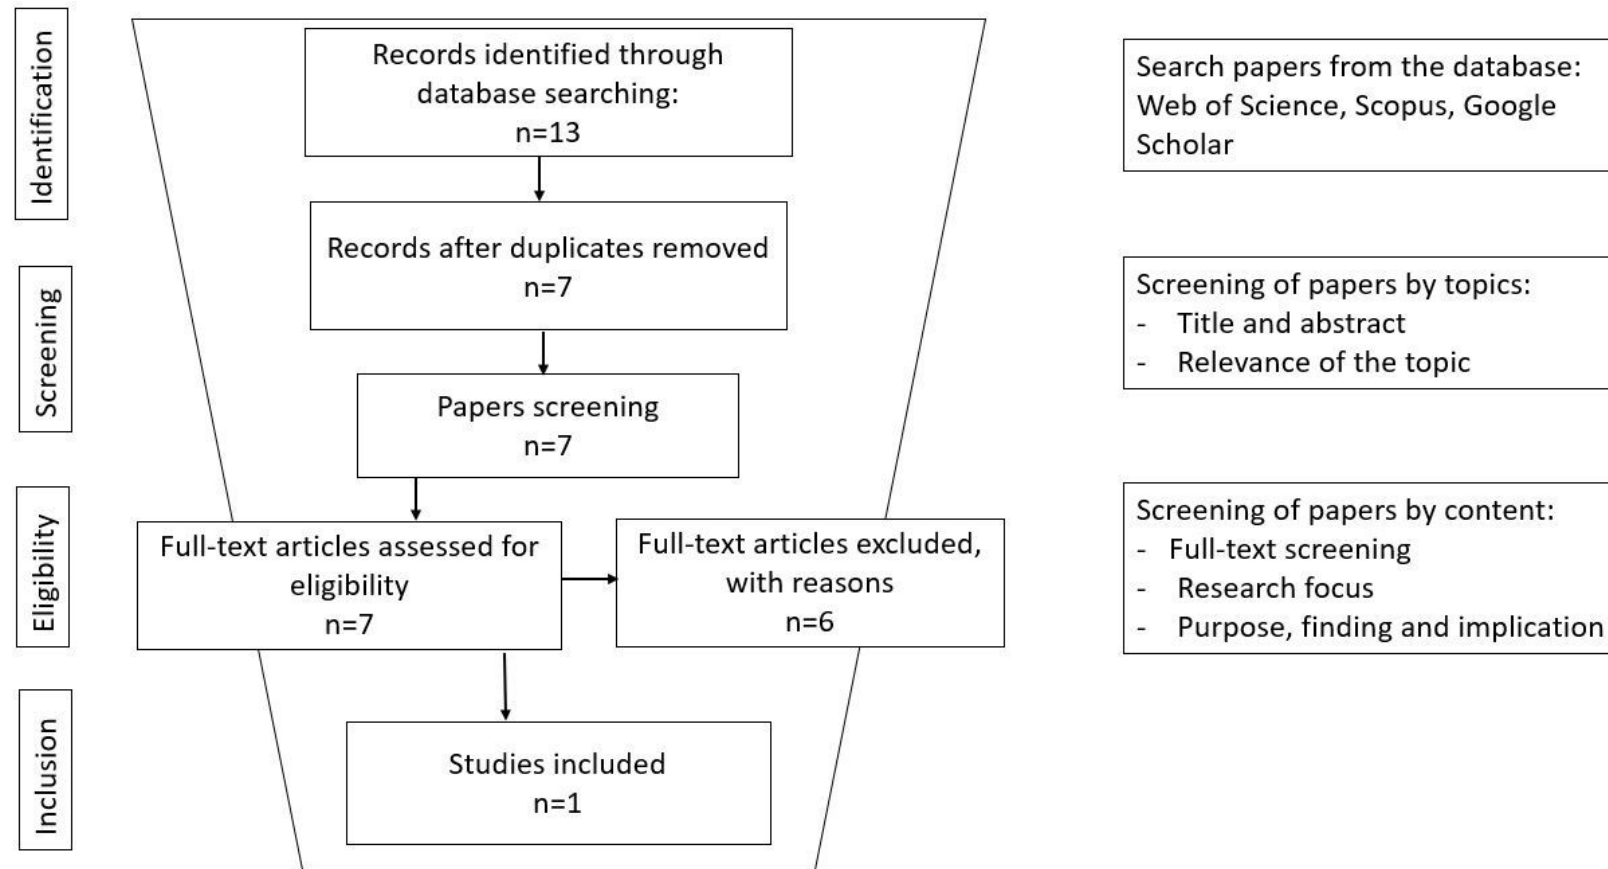 Identification
Records identified through
database searching:
n=13
Search papers from the database:
Web of Science, Scopus, Google
Scholar
Records after duplicates removed
n=7
Screening
Screening of papers by topics:
- Title and abstract
- Relevance of the topic
Papers screening
n=7
Eligibility
Full-text articles assessed for
eligibility
n=7
Full-text articles excluded,
with reasons
n=6
Screening of papers by content:
- Full-text screening
- Research focus
- Purpose, finding and implication
Inclusion
Studies included
n=1